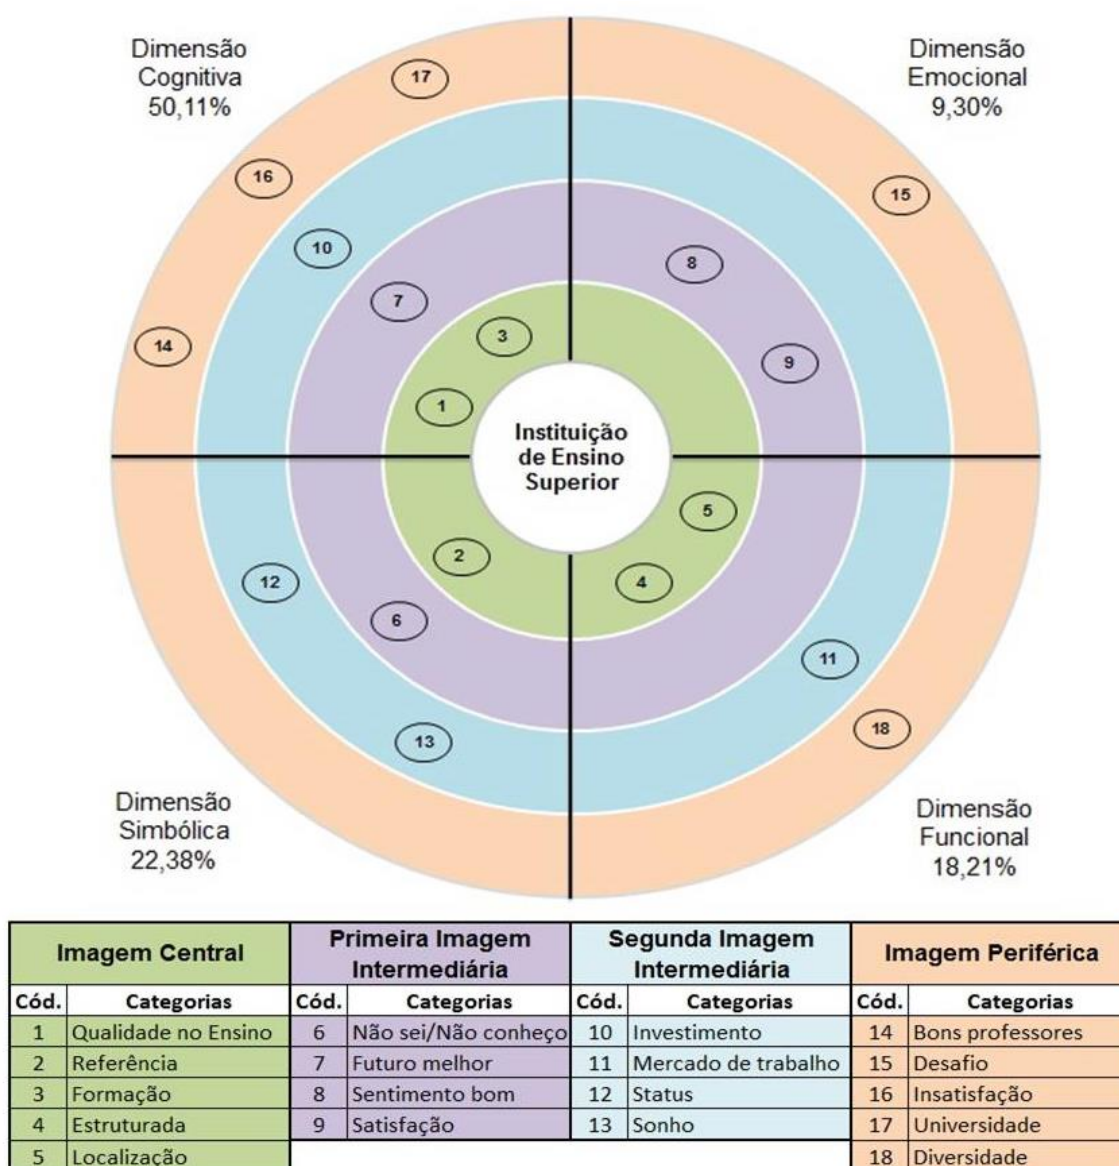 Dimensão
Cognitiva
50,11%
Dimensão
Emocional
9,30%
17
16
15
10
8
7
3
14
9
1
Instituição
de Ensino
Superior
5
2
4
12
6
11
18
13
Dimensão
Simbólica
22,38%
Dimensão
Funcional
18,21%
Imagem Central
Primeira Imagem
Intermediária
Segunda Imagem
Intermediária
Imagem Periférica
Cód. Categorias Cód. Categorias Cód. Categorias Cód. Categorias
1 Qualidade no Ensino 6 Não sei/Não conheço 10 Investimento 14 Bons professores
2 Referência 7 Futuro melhor 11 Mercado de trabalho 15 Desafio
3 Formação 8 Sentimento bom 12 Status 16 Insatisfação
4 Estruturada 9 Satisfação 13 Sonho 17 Universidade
5 Localização 18 Diversidade